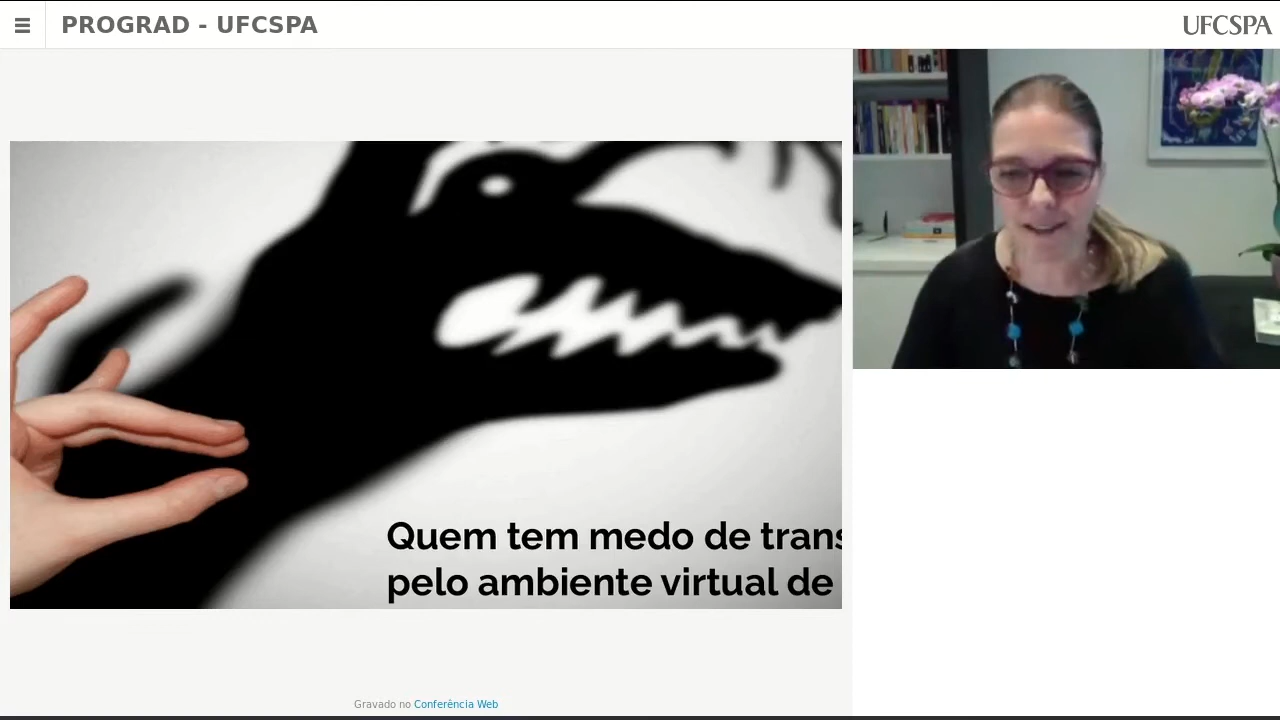 PROGRAD - UFCSPA
UFCSPA
Quem tem medo de trans
pelo ambiente virtual de
Gravado no Conferência Web